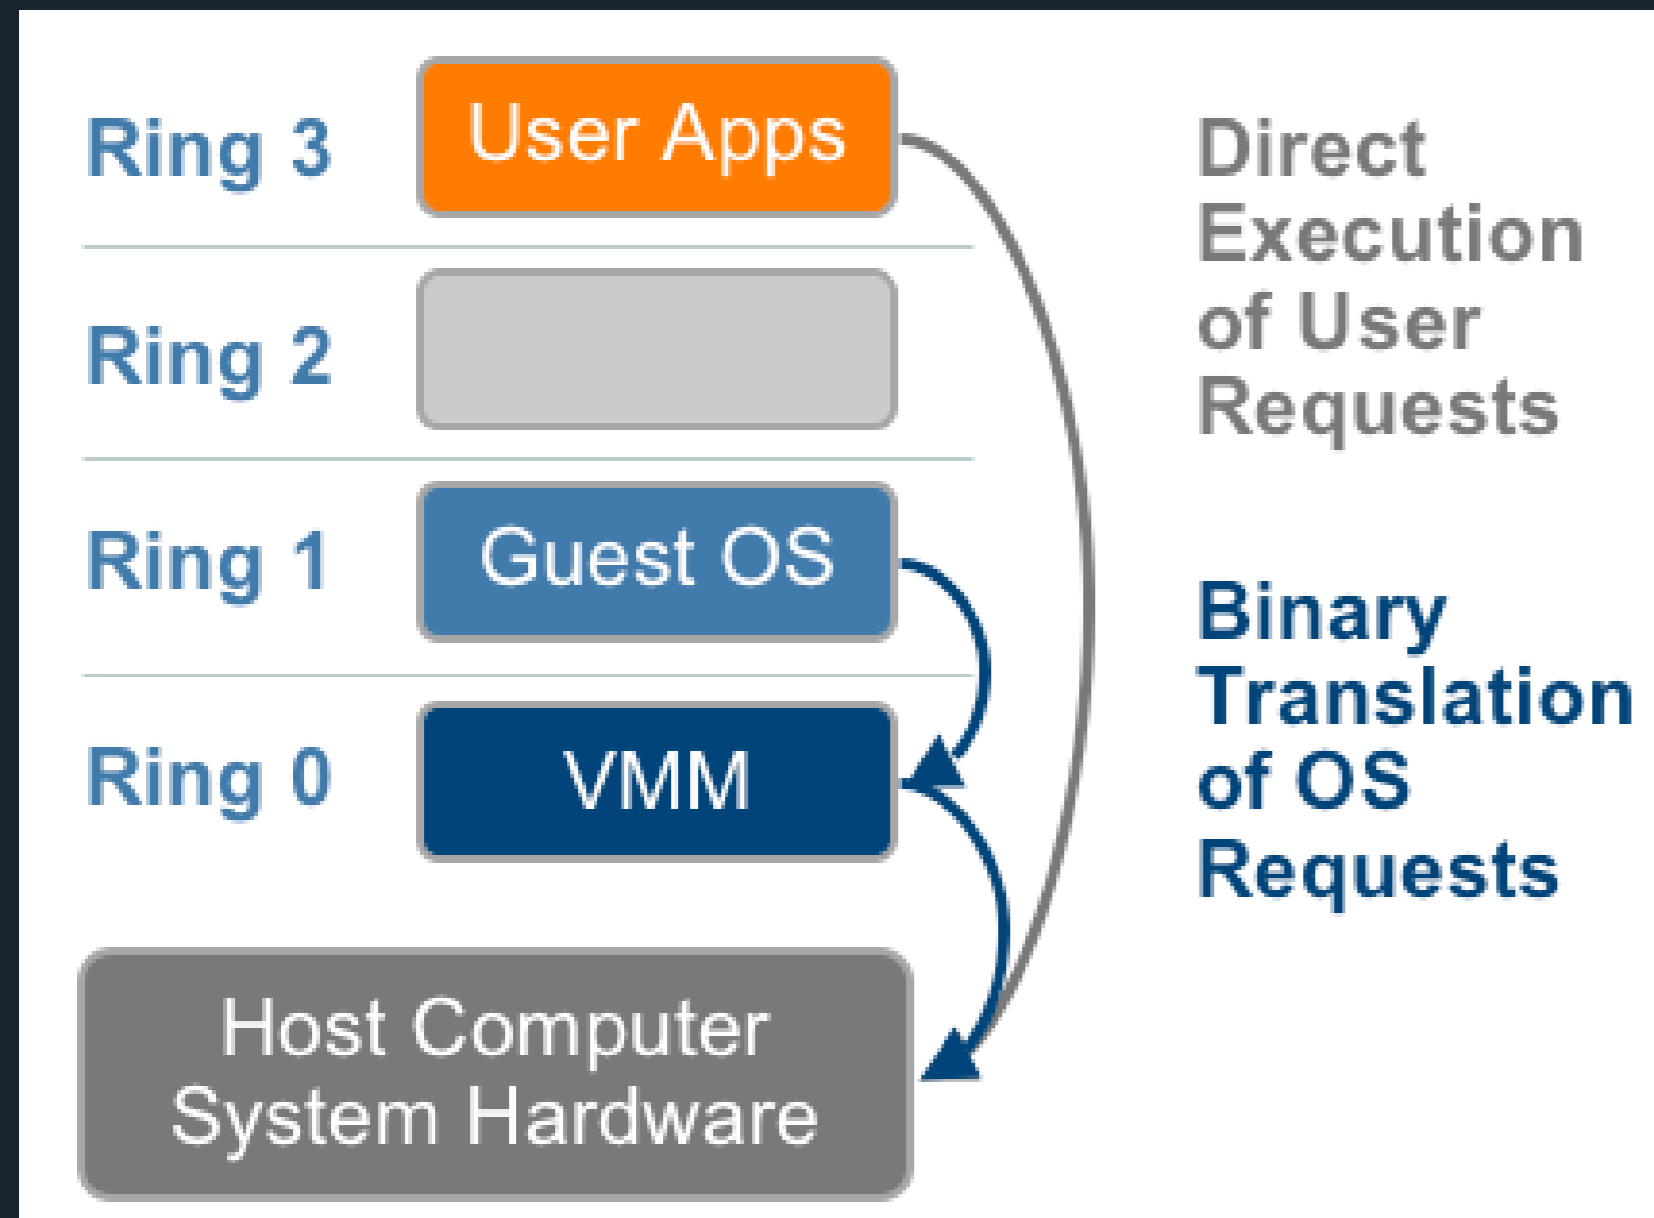 Ring 3
User Apps
Ring 2
Ring 1
Guest OS
Ring 0
VMM
Host Computer
System Hardware
Direct
Execution
of User
Requests
Binary
Translation
of OS
Requests